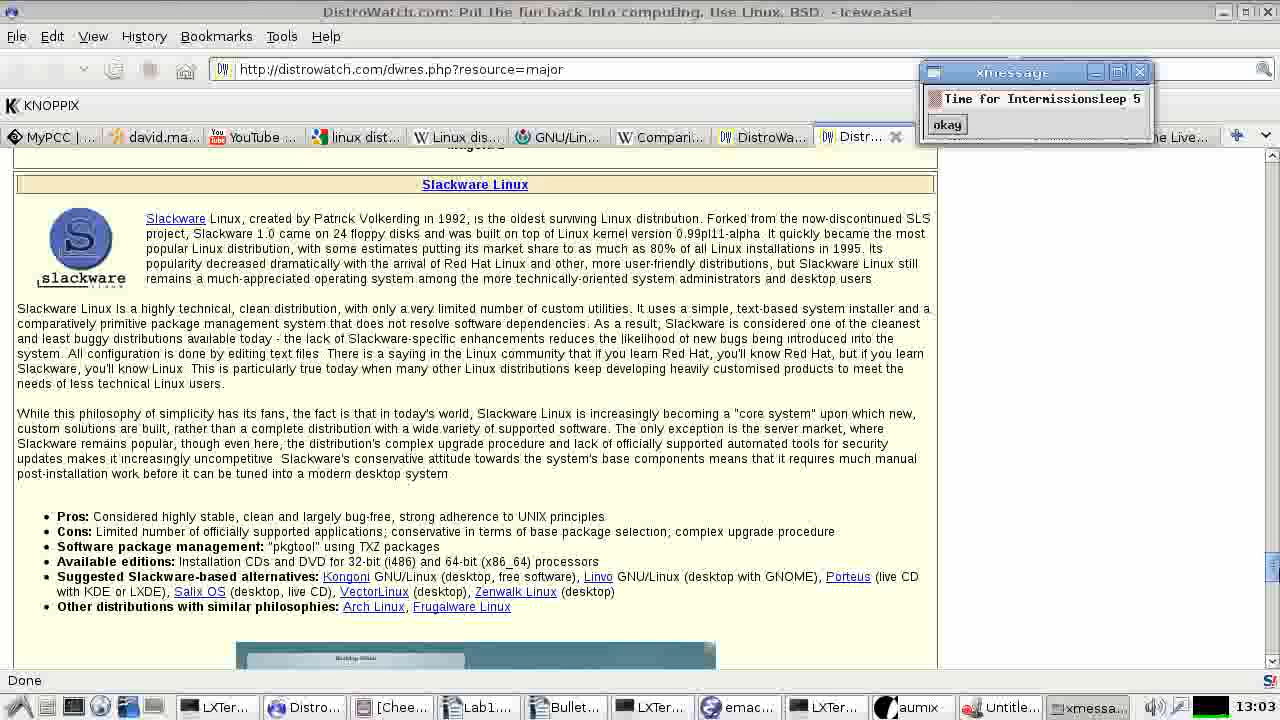 DistroWatch.com: Put the fun back into computing. Use Linux, BSD. - Iceweasel
File Edit View History Bookmarks Tools Help
http://distrowatch.com/dwres.php?resource=major
xmessage
Time for Intermissionsleep 5
okay
KNOPPIX
MyPCC |... david.ma... YouTube ... linux dist... Linux dis... GNU/Lin... Compari... DistroWa... Distr... ne Live...
Slackware Linux
Slackware Linux, created by Patrick Volkerding in 1992, is the oldest surviving Linux distribution. Forked from the now-discontinued SLS
project, Slackware 1.0 came on 24 floppy disks and was built on top of Linux kernel version 0.99pl11-alpha. It quickly became the most
popular Linux distribution, with some estimates putting its market share to as much as 80% of all Linux installations in 1995. Its
popularity decreased dramatically with the arrival of Red Hat Linux and other, more user-friendly distributions, but Slackware Linux still
remains a much-appreciated operating system among the more technically-oriented system administrators and desktop users
slackware
Slackware Linux is a highly technical, clean distribution, with only a very limited number of custom utilities. It uses a simple, text-based system installer and a
comparatively primitive package management system that does not resolve software dependencies. As a result, Slackware is considered one of the cleanest
and least buggy distributions available today - the lack of Slackware-specific enhancements reduces the likelihood of new bugs being introduced into the
system. All configuration is done by editing text files There is a saying in the Linux community that if you learn Red Hat, you'll know Red Hat, but if you learn
Slackware, you'll know Linux This is particularly true today when many other Linux distributions keep developing heavily customised products to meet the
needs of less technical Linux users.
While this philosophy of simplicity has its fans, the fact is that in today's world, Slackware Linux is increasingly becoming a "core system" upon which new,
custom solutions are built, rather than a complete distribution with a wide variety of supported software. The only exception is the server market, where
Slackware remains popular, though even here, the distribution's complex upgrade procedure and lack of officially supported automated tools for security
updates makes it increasingly uncompetitive Slackware's conservative attitude towards the system's base components means that it requires much manual
post-installation work before it can be tuned into a modern desktop system
• Pros: Considered highly stable, clean and largely bug-free, strong adherence to UNIX principles
• Cons: Limited number of officially supported applications; conservative in terms of base package selection; complex upgrade procedure
• Software package management: "pkgtool" using TXZ packages
• Available editions: Installation CDs and DVD for 32-bit (i486) and 64-bit (x86_64) processors
• Suggested Slackware-based alternatives: Kongoni GNU/Linux (desktop, free software), Linvo GNU/Linux (desktop with GNOME), Porteus (live CD
with KDE or LXDE), Salix OS (desktop, live CD), VectorLinux (desktop), Zenwalk Linux (desktop)
• Other distributions with similar philosophies: Arch Linux, Frugalware Linux
Done
LXTer... Distro... [Chee... Lab1... Bullet... LXTer... emac... LXTer... aumix Untitle... xmessa... 13:03